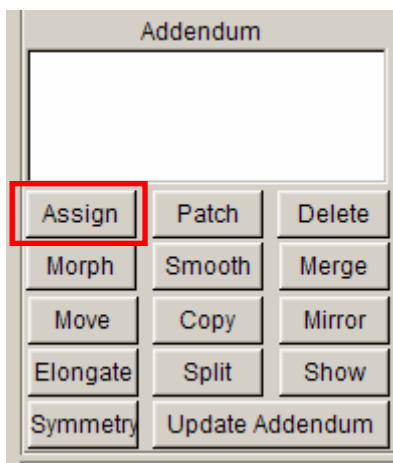 Addendum
Assign Patch Delete
Morph Smooth Merge
Move Copy Mirror
Elongate Split Show
Symmetry Update Addendum